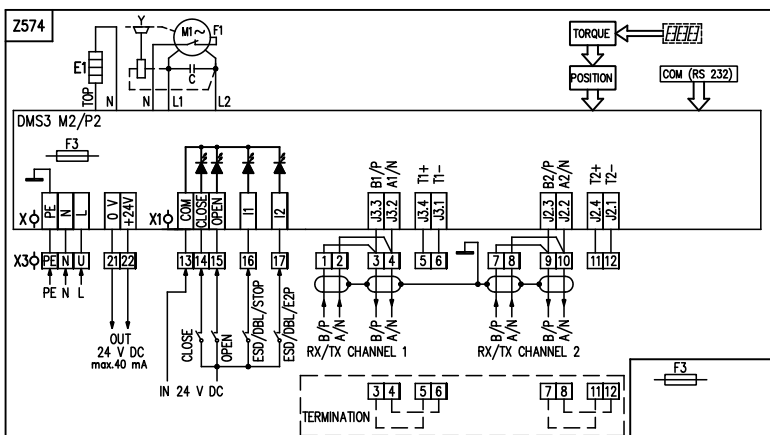 Z574
Y
M1~
F1
E1
C
TOP
N
N
L1
L2
TORQUE
POSITION
COM (RS 232)
DMS3 M2/P2
F3
X
PE
N
L
0 V
+24V
X1
COM
CLOSE
OPEN
I1
I2
B1/P
A1/N
T1+
T1-
J3.3
J3.2
J3.4
J3.1
B2/P
A2/N
T2+
T2-
J2.3
J2.2
J2.4
J2.1
X3
PE N U
21 22
13 14 15
16
17
1 2
3 4
5 6
7 8
9 10
11 12
PE N L
OUT
24 V DC
max.40 mA
CLOSE
OPEN
ESD/DBL/STOP
ESD/DBL/E2P
IN 24 V DC
B/P
A/N
B/P
A/N
RX/TX CHANNEL 1
B/P
A/N
B/P
A/N
RX/TX CHANNEL 2
TERMINATION
3 4
5 6
7 8
11 12
F3